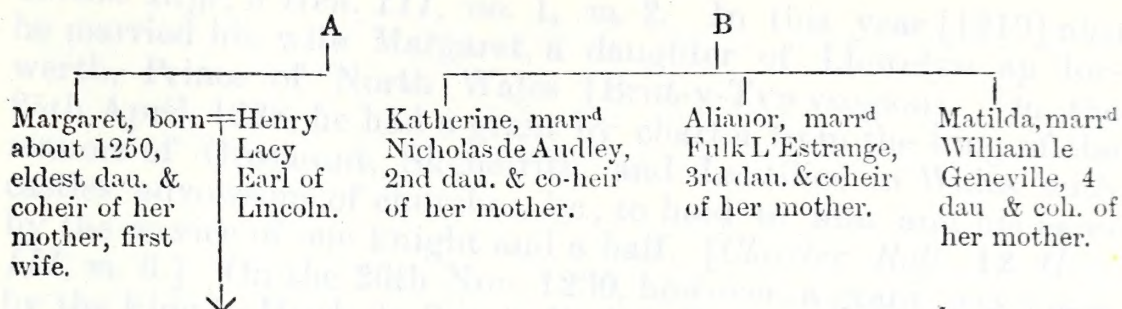 A
Margaret, born
about 1250,
eldest dau. &
coheir of her
mother, first
wife.
Henry
Lacy
Earl of
Lincoln.
B
Katherine, marrᵈ
Nicholas de Audley,
2nd dau. & co-heir
of her mother.
Alianor, marrᵈ
Fulk L'Estrange,
3rd dau. & coheir
of her mother.
Matilda, marrᵈ
William le
Geneville, 4
dau & coh. of
her mother.